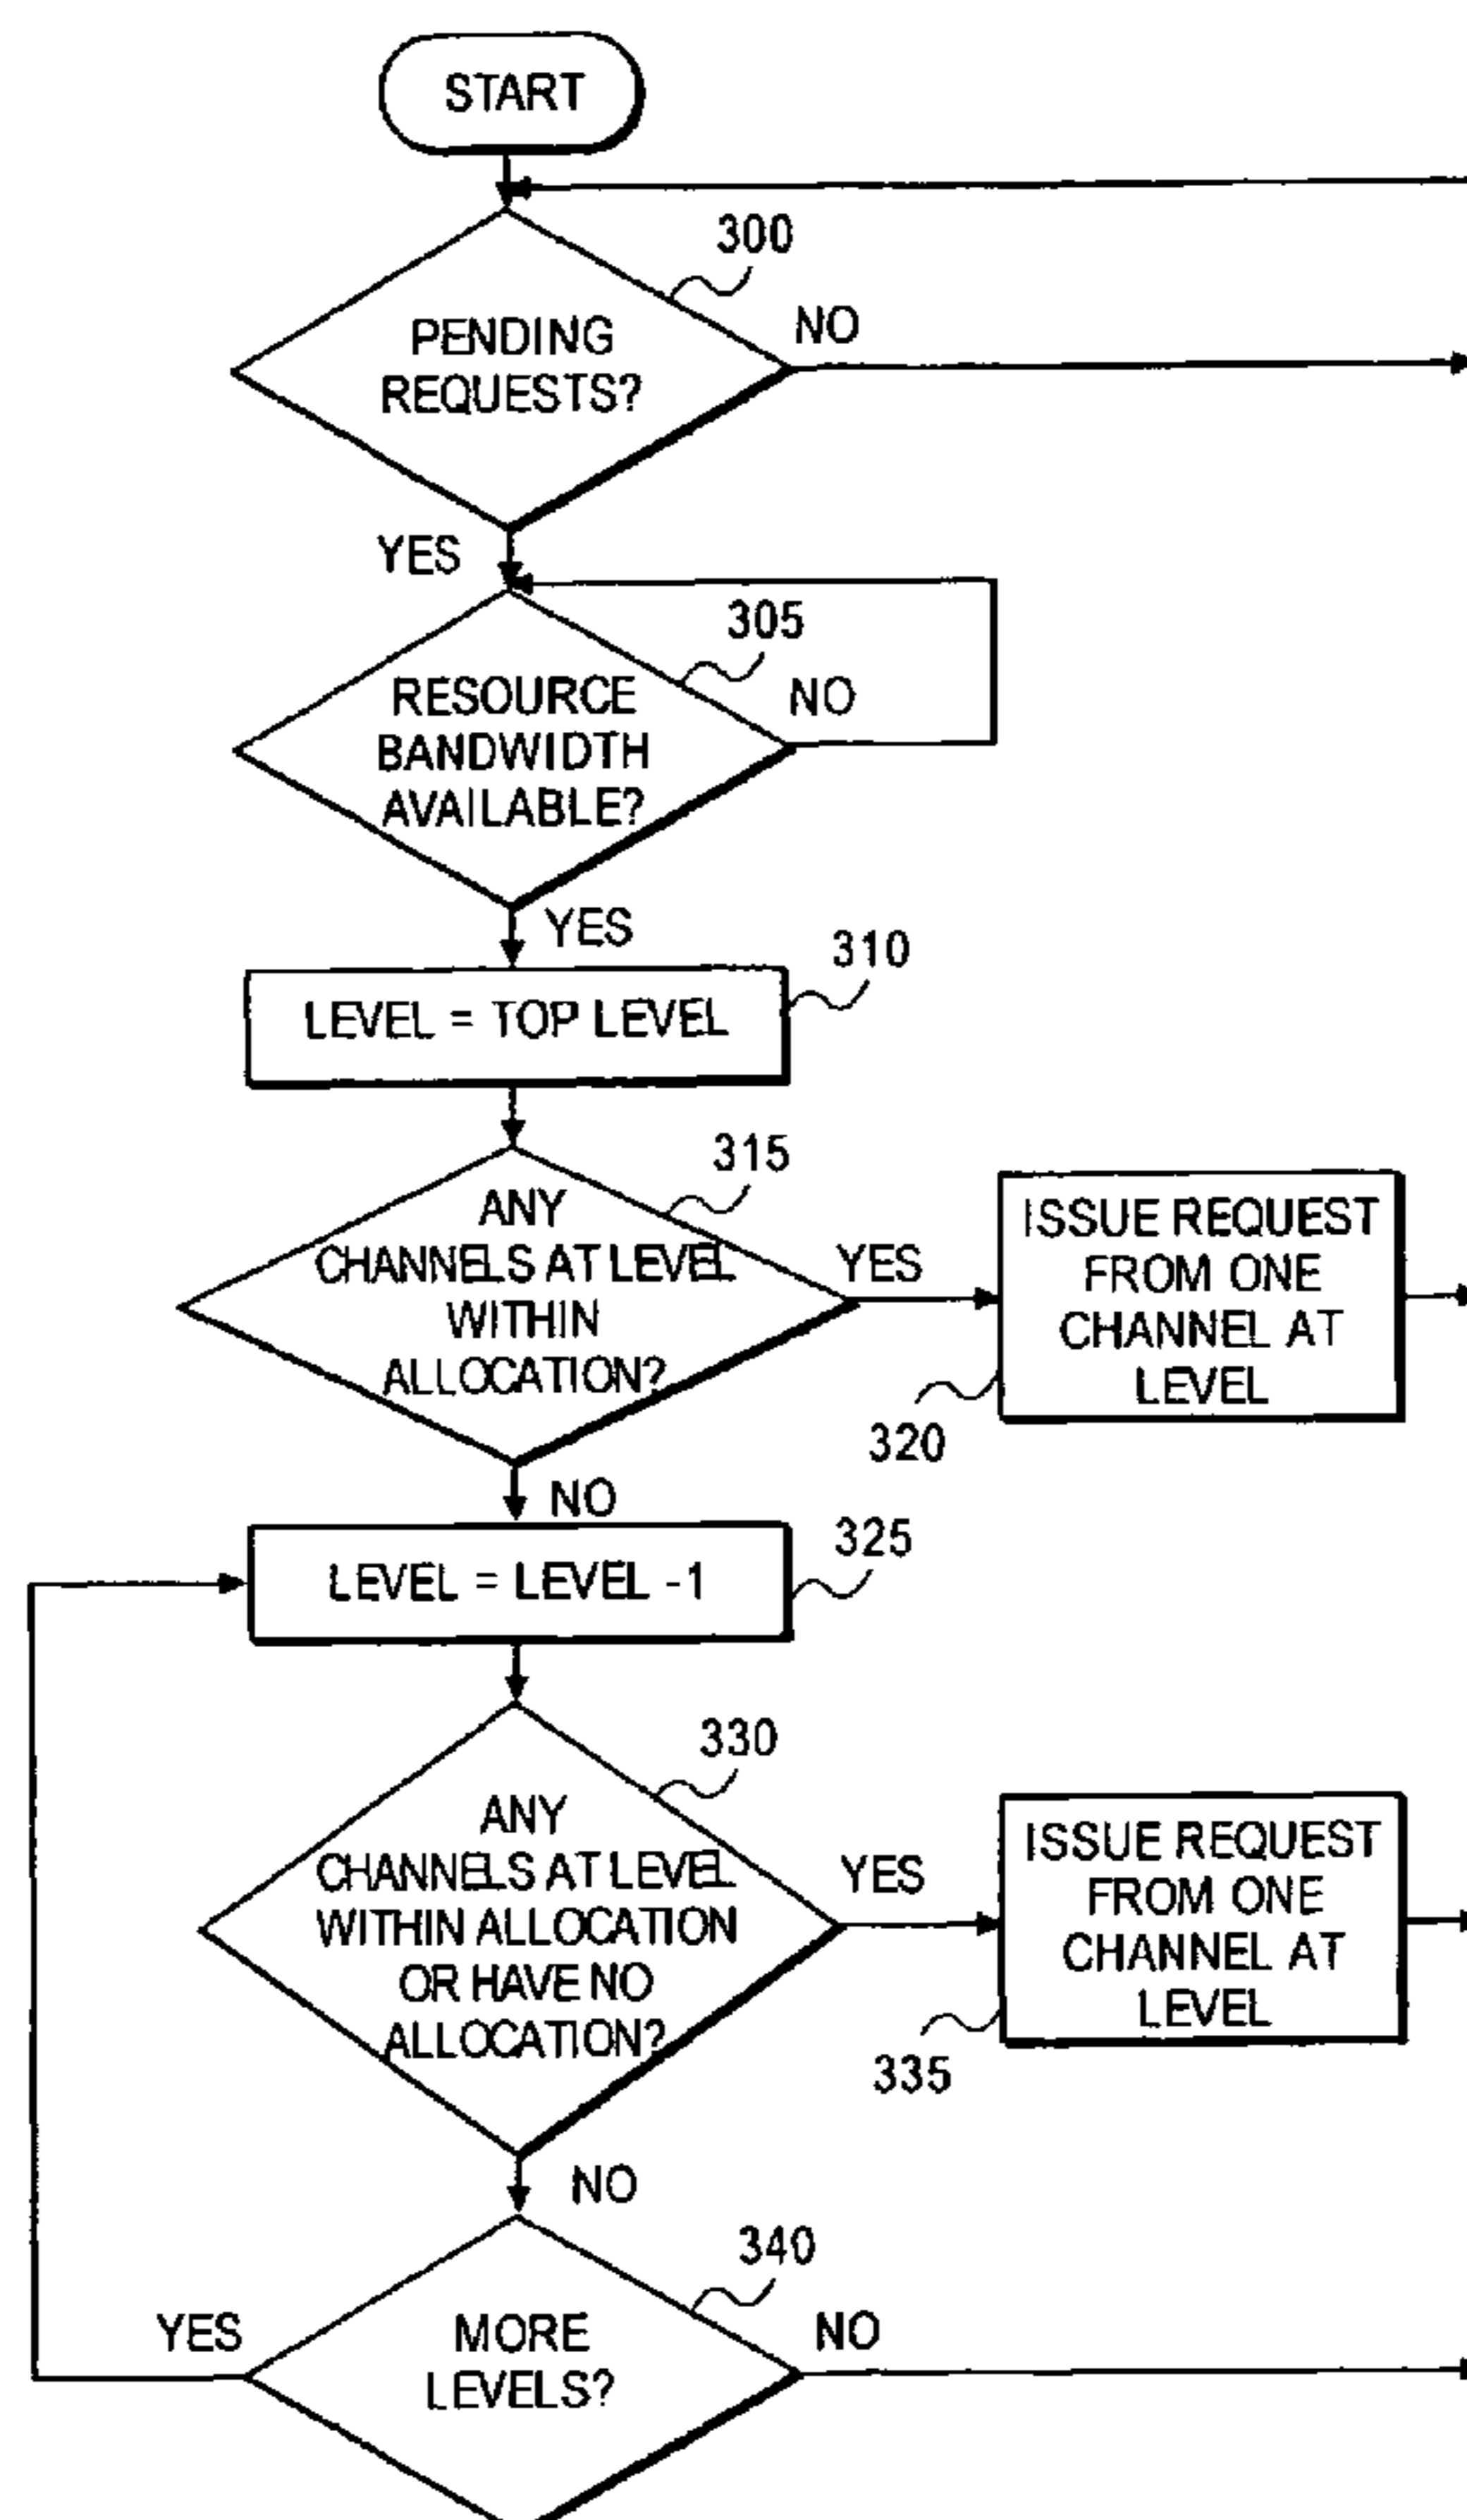 START
300
PENDING
REQUESTS?
NO
YES
305
RESOURCE
BANDWIDTH
AVAILABLE?
NO
YES
310
LEVEL = TOP LEVEL
315
ANY
CHANNELS AT LEVEL
WITHIN
ALLOCATION?
YES
ISSUE REQUEST
FROM ONE
CHANNEL AT
LEVEL
320
NO
325
LEVEL = LEVEL -1
330
ANY
CHANNELS AT LEVEL
WITHIN ALLOCATION
OR HAVE NO
ALLOCATION?
YES
ISSUE REQUEST
FROM ONE
CHANNEL AT
LEVEL
335
NO
340
YES
MORE
LEVELS?
NO